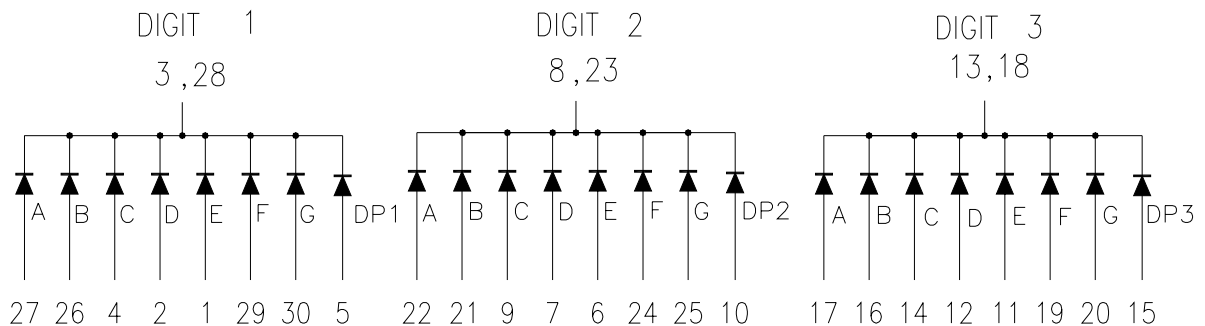 DIGIT 1 DIGIT 2 DIGIT 3
3,28 8,23 13,18
A B C D E F G DP1 A B C D E F G DP2 A B C D E F G DP3
27 26 4 2 1 29 30 5 22 21 9 7 6 24 25 10 17 16 14 12 11 19 20 15